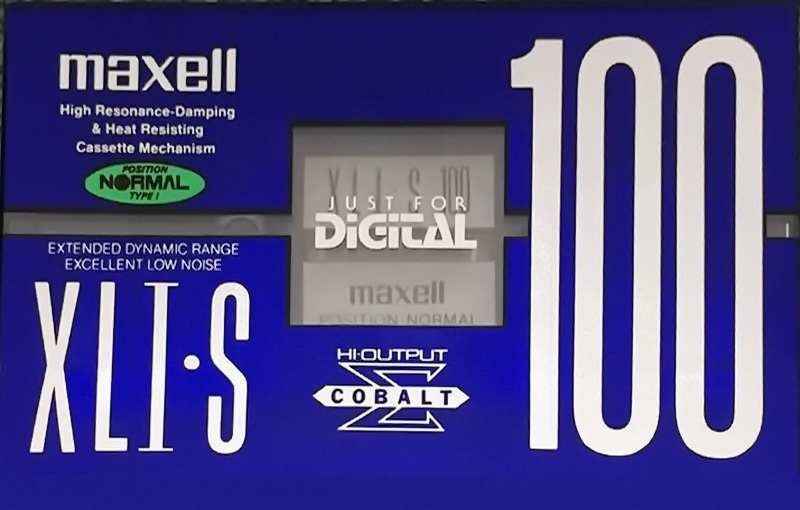 maxell
High Resonance-Damping
& Heat Resisting
Cassette Mechanism
POSITION
NORMAL
TYPE I
EXTENDED DYNAMIC RANGE
EXCELLENT LOW NOISE
XLI·S
XLI·S 100
JUST FOR
DIGITAL
maxell
POSITION·NORMAL
HI·OUTPUT
Σ
COBALT
100